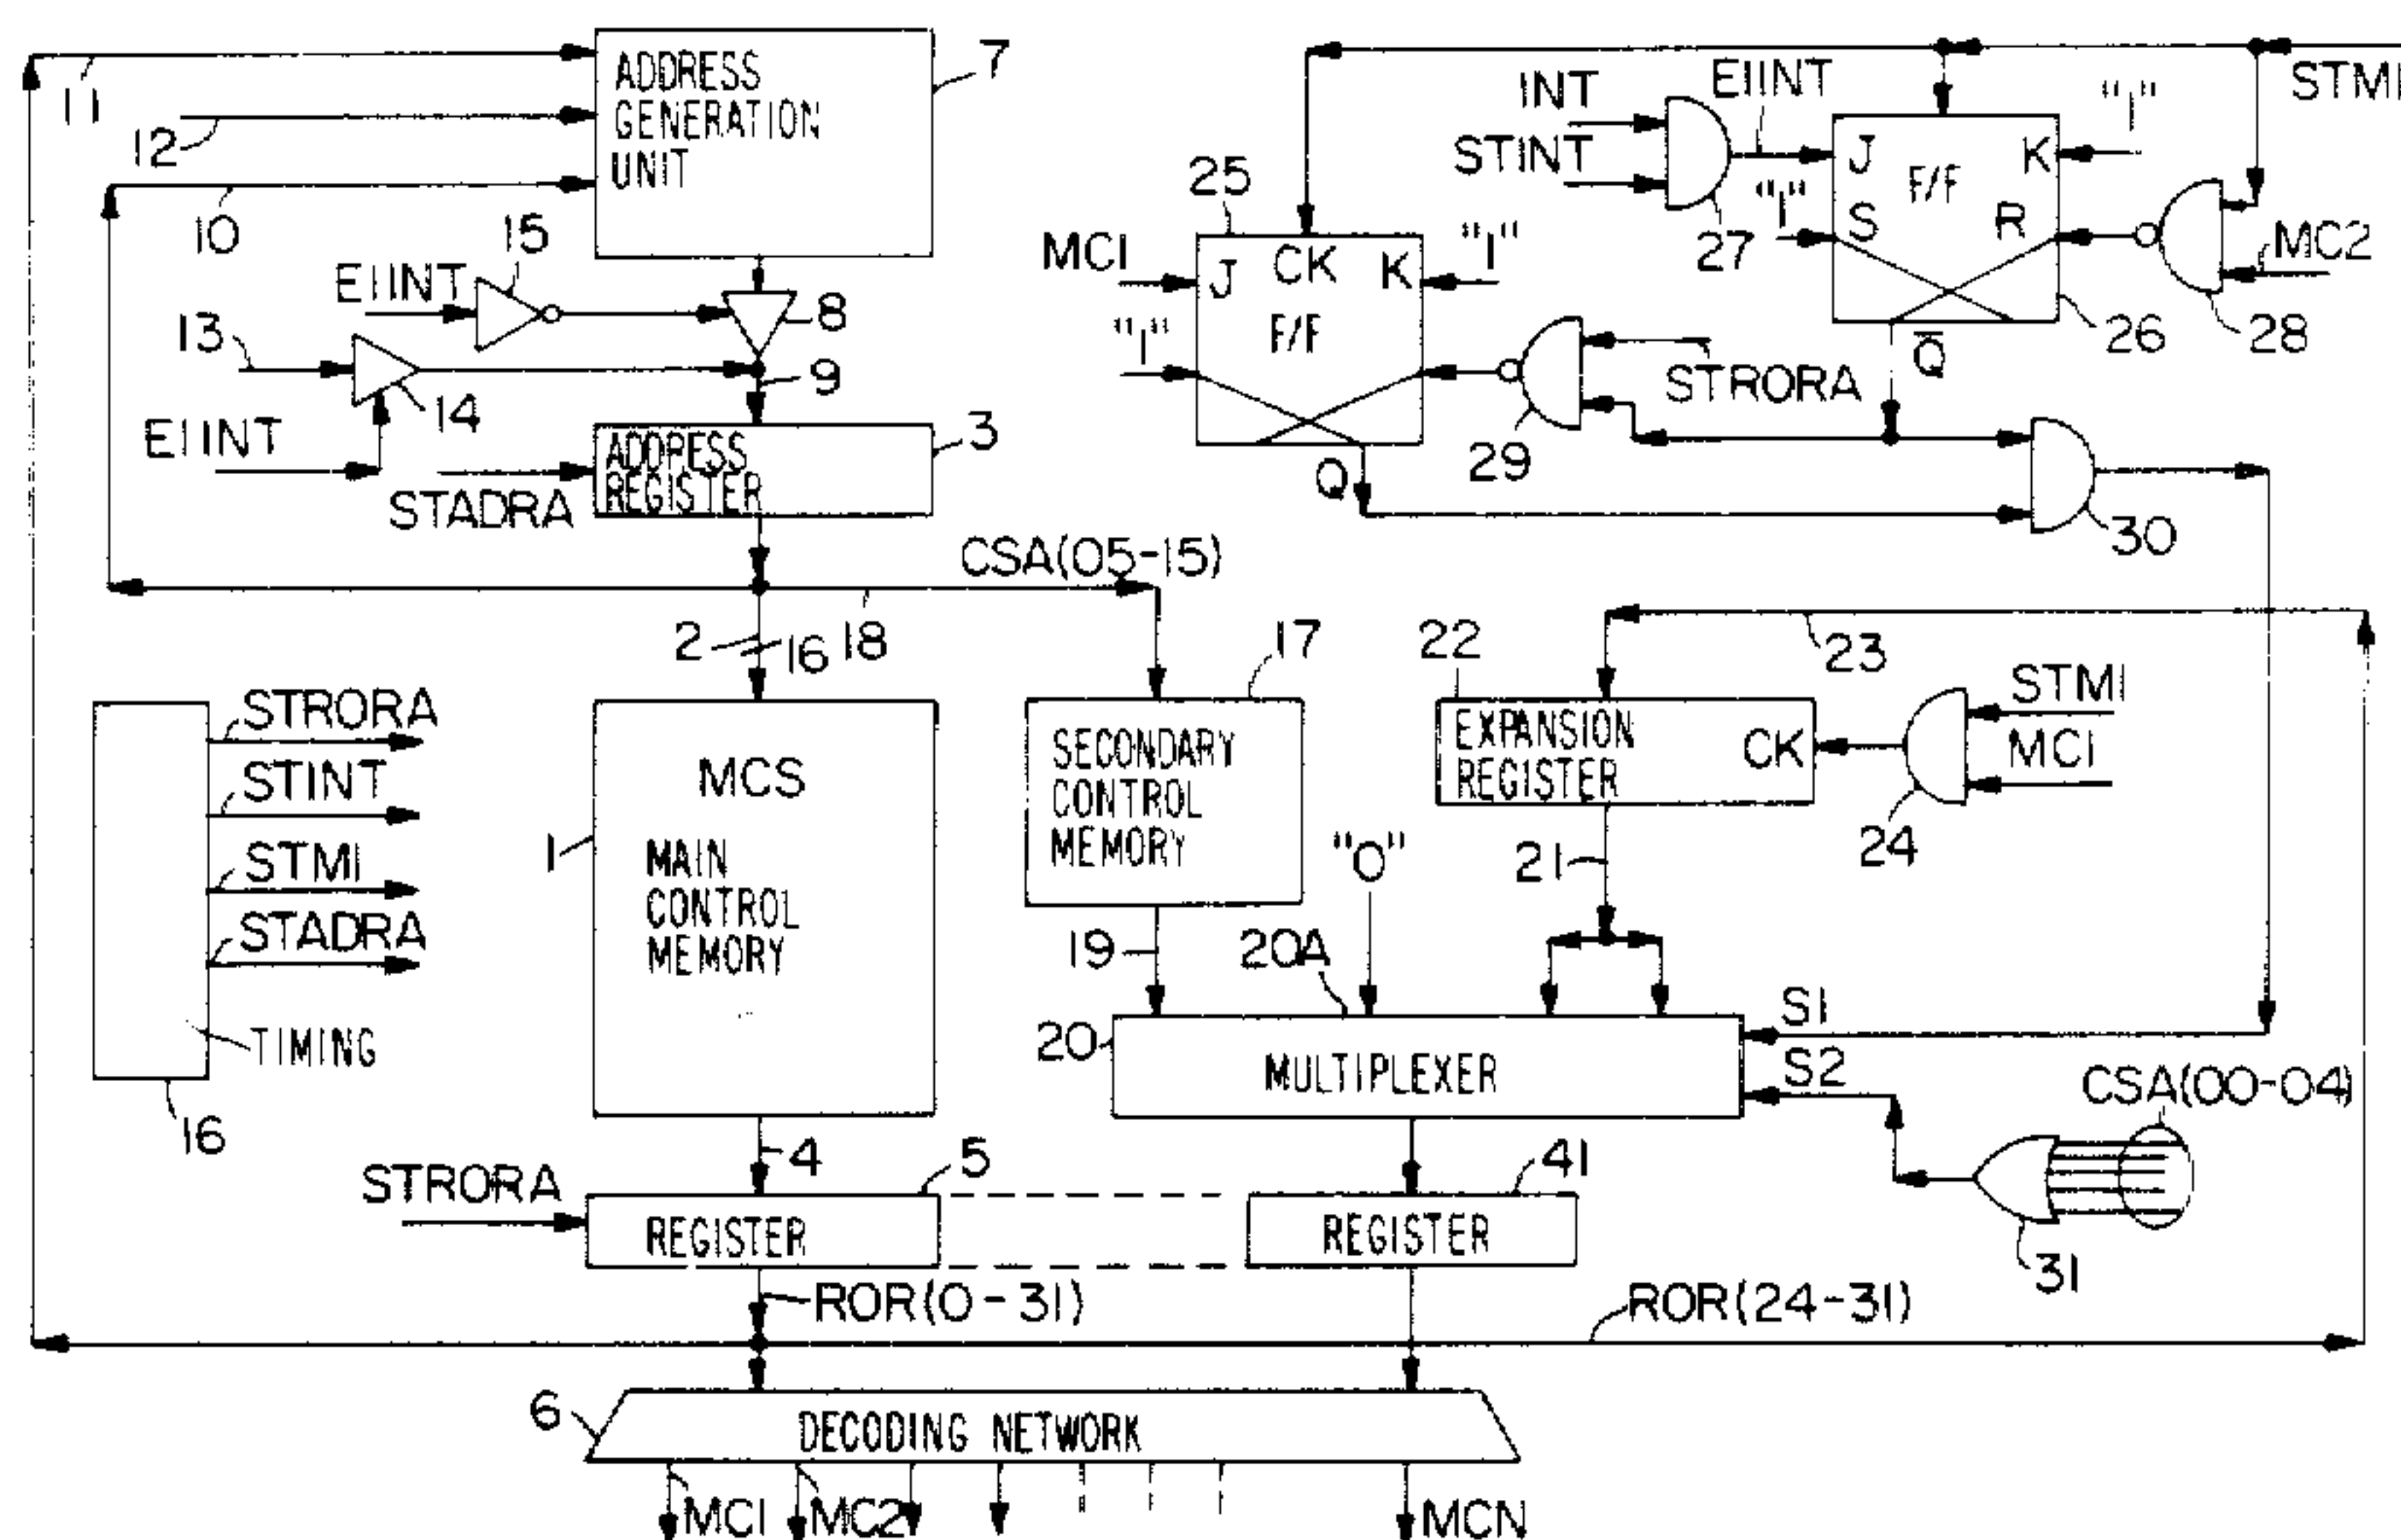 11
12
10
ADDRESS
GENERATION
UNIT
7
EIINT
15
8
13
14
9
EIINT
STADRA
ADDRESS
REGISTER
3
INT
STINT
EIINT
27
"1"
J
F/F
K
"1"
S
R
Q̅
26
28
MC2
STMI
25
MCI
J
CK
K
"1"
"1"
F/F
Q
STRORA
29
30
CSA(05-15)
2
16
18
17
22
23
STRORA
STINT
STMI
STADRA
TIMING
16
1
MCS
MAIN
CONTROL
MEMORY
SECONDARY
CONTROL
MEMORY
EXPANSION
REGISTER
CK
STMI
MCI
24
21
"0"
19
20A
20
MULTIPLEXER
S1
S2
CSA(00-04)
31
4
STRORA
5
REGISTER
41
REGISTER
ROR(0-31)
ROR(24-31)
6
DECODING NETWORK
MCI
MC2
MCN